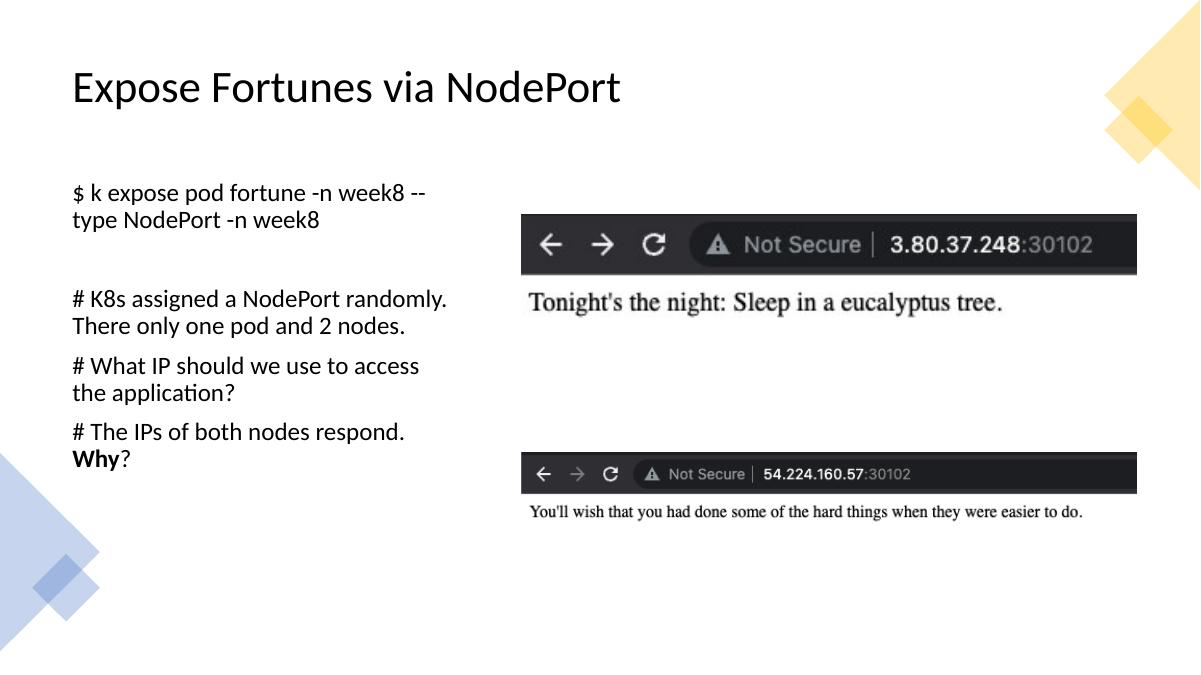 Expose Fortunes via NodePort
$ k expose pod fortune -n week8 --
type NodePort -n week8
# K8s assigned a NodePort randomly.
There only one pod and 2 nodes.
# What IP should we use to access
the application?
# The IPs of both nodes respond.
Why?
Not Secure | 3.80.37.248:30102
Tonight's the night: Sleep in a eucalyptus tree.
Not Secure | 54.224.160.57:30102
You'll wish that you had done some of the hard things when they were easier to do.